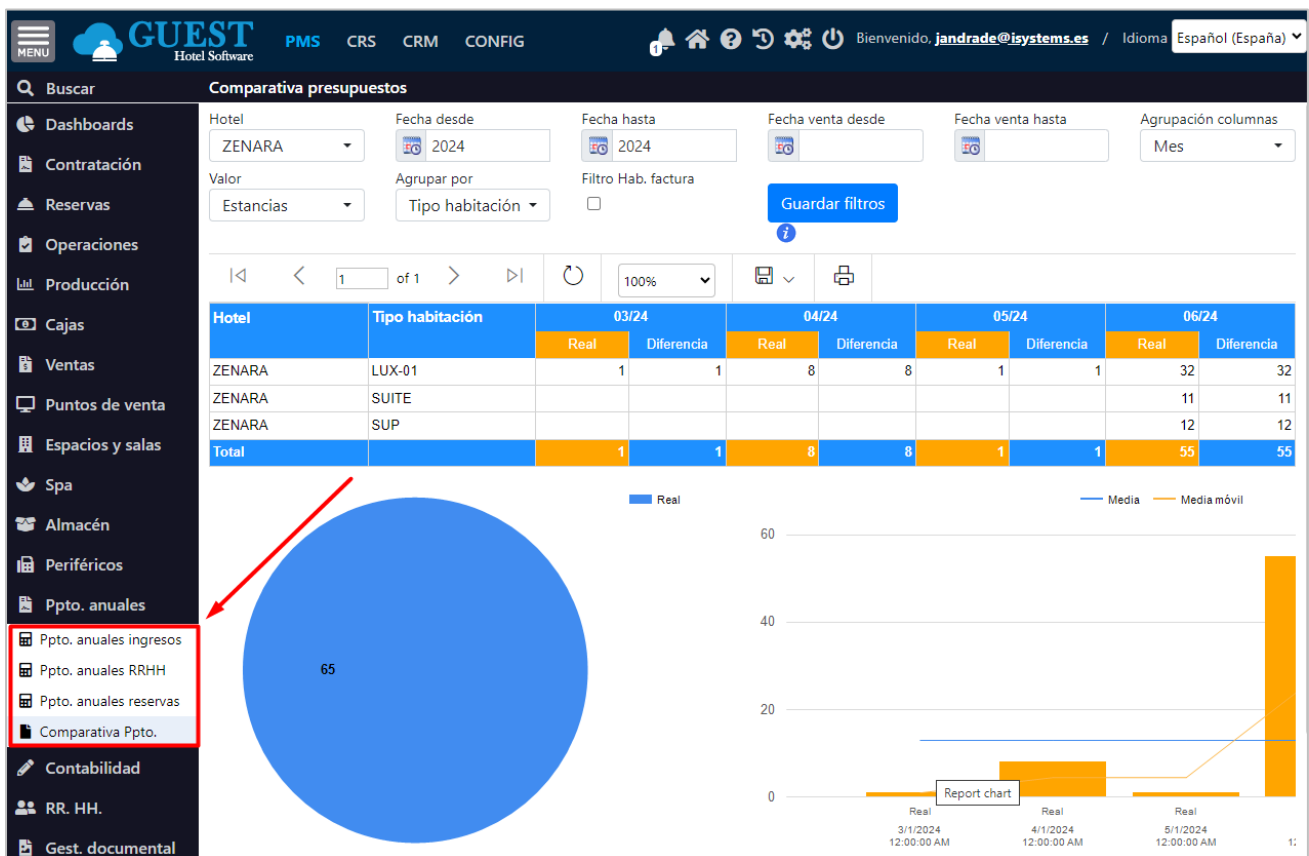 MENU
GUEST
Hotel Software
PMS CRS CRM CONFIG
1
Bienvenido, jandrade@isystems.es / Idioma Español (España)
Buscar
Dashboards
Contratación
Reservas
Operaciones
Producción
Cajas
Ventas
Puntos de venta
Espacios y salas
Spa
Almacén
Periféricos
Ppto. anuales
Ppto. anuales ingresos
Ppto. anuales RRHH
Ppto. anuales reservas
Comparativa Ppto.
Contabilidad
RR. HH.
Gest. documental
Comparativa presupuestos
Hotel Fecha desde Fecha hasta Fecha venta desde Fecha venta hasta Agrupación columnas
ZENARA 2024 2024 Mes
Valor Agrupar por Filtro Hab. factura
Estancias Tipo habitación Guardar filtros
1 of 1 100%
Hotel Tipo habitación 03/24 04/24 05/24 06/24
Real Diferencia Real Diferencia Real Diferencia Real Diferencia
ZENARA LUX-01 1 1 8 8 1 1 32 32
ZENARA SUITE 11 11
ZENARA SUP 12 12
Total 1 1 8 8 1 1 55 55
Real
65
Media Media móvil
60
40
20
0
Report chart
Real Real Real
3/1/2024 4/1/2024 5/1/2024
12:00:00 AM 12:00:00 AM 12:00:00 AM